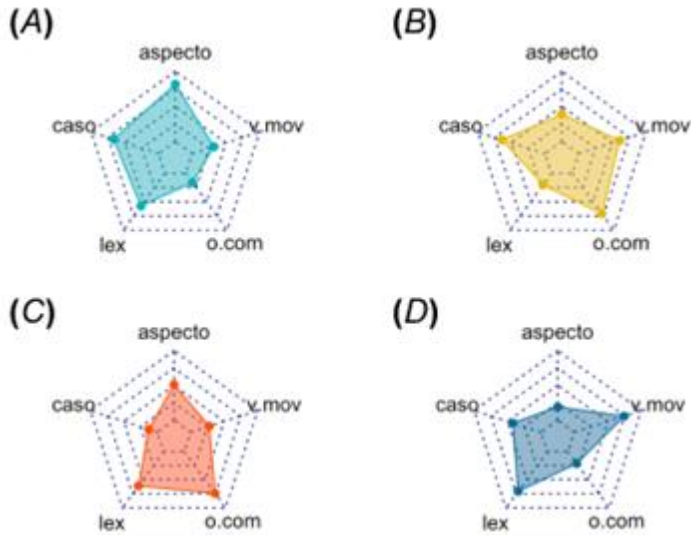 (A)
aspecto
caso
v.mov
lex
o.com
(B)
aspecto
caso
v.mov
lex
o.com
(C)
aspecto
caso
v.mov
lex
o.com
(D)
aspecto
caso
v.mov
lex
o.com